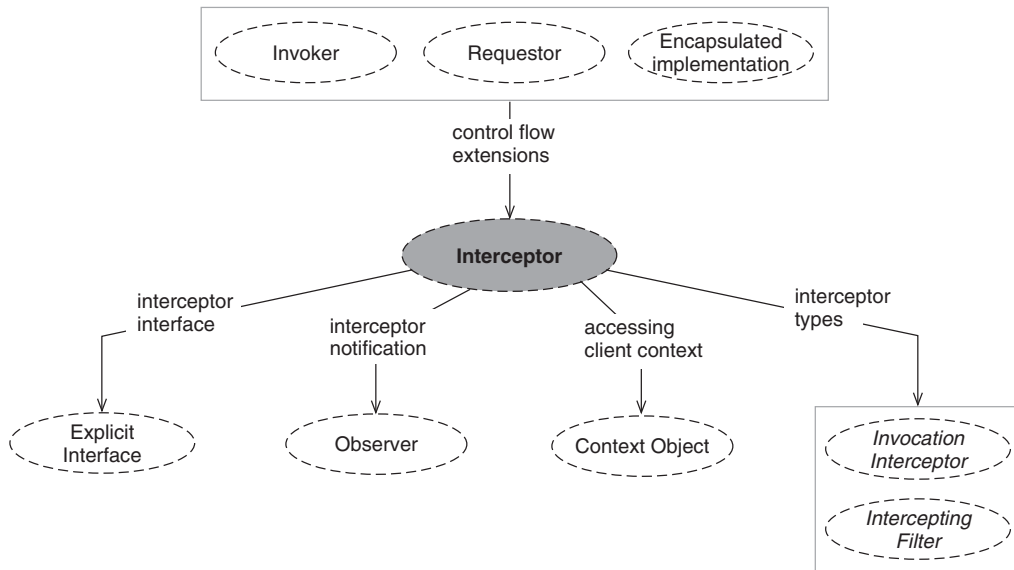 Invoker
Requestor
Encapsulated
implementation
control flow
extensions
Interceptor
interceptor
interface
interceptor
notification
accessing
client context
interceptor
types
Explicit
Interface
Observer
Context Object
Invocation
Interceptor
Intercepting
Filter